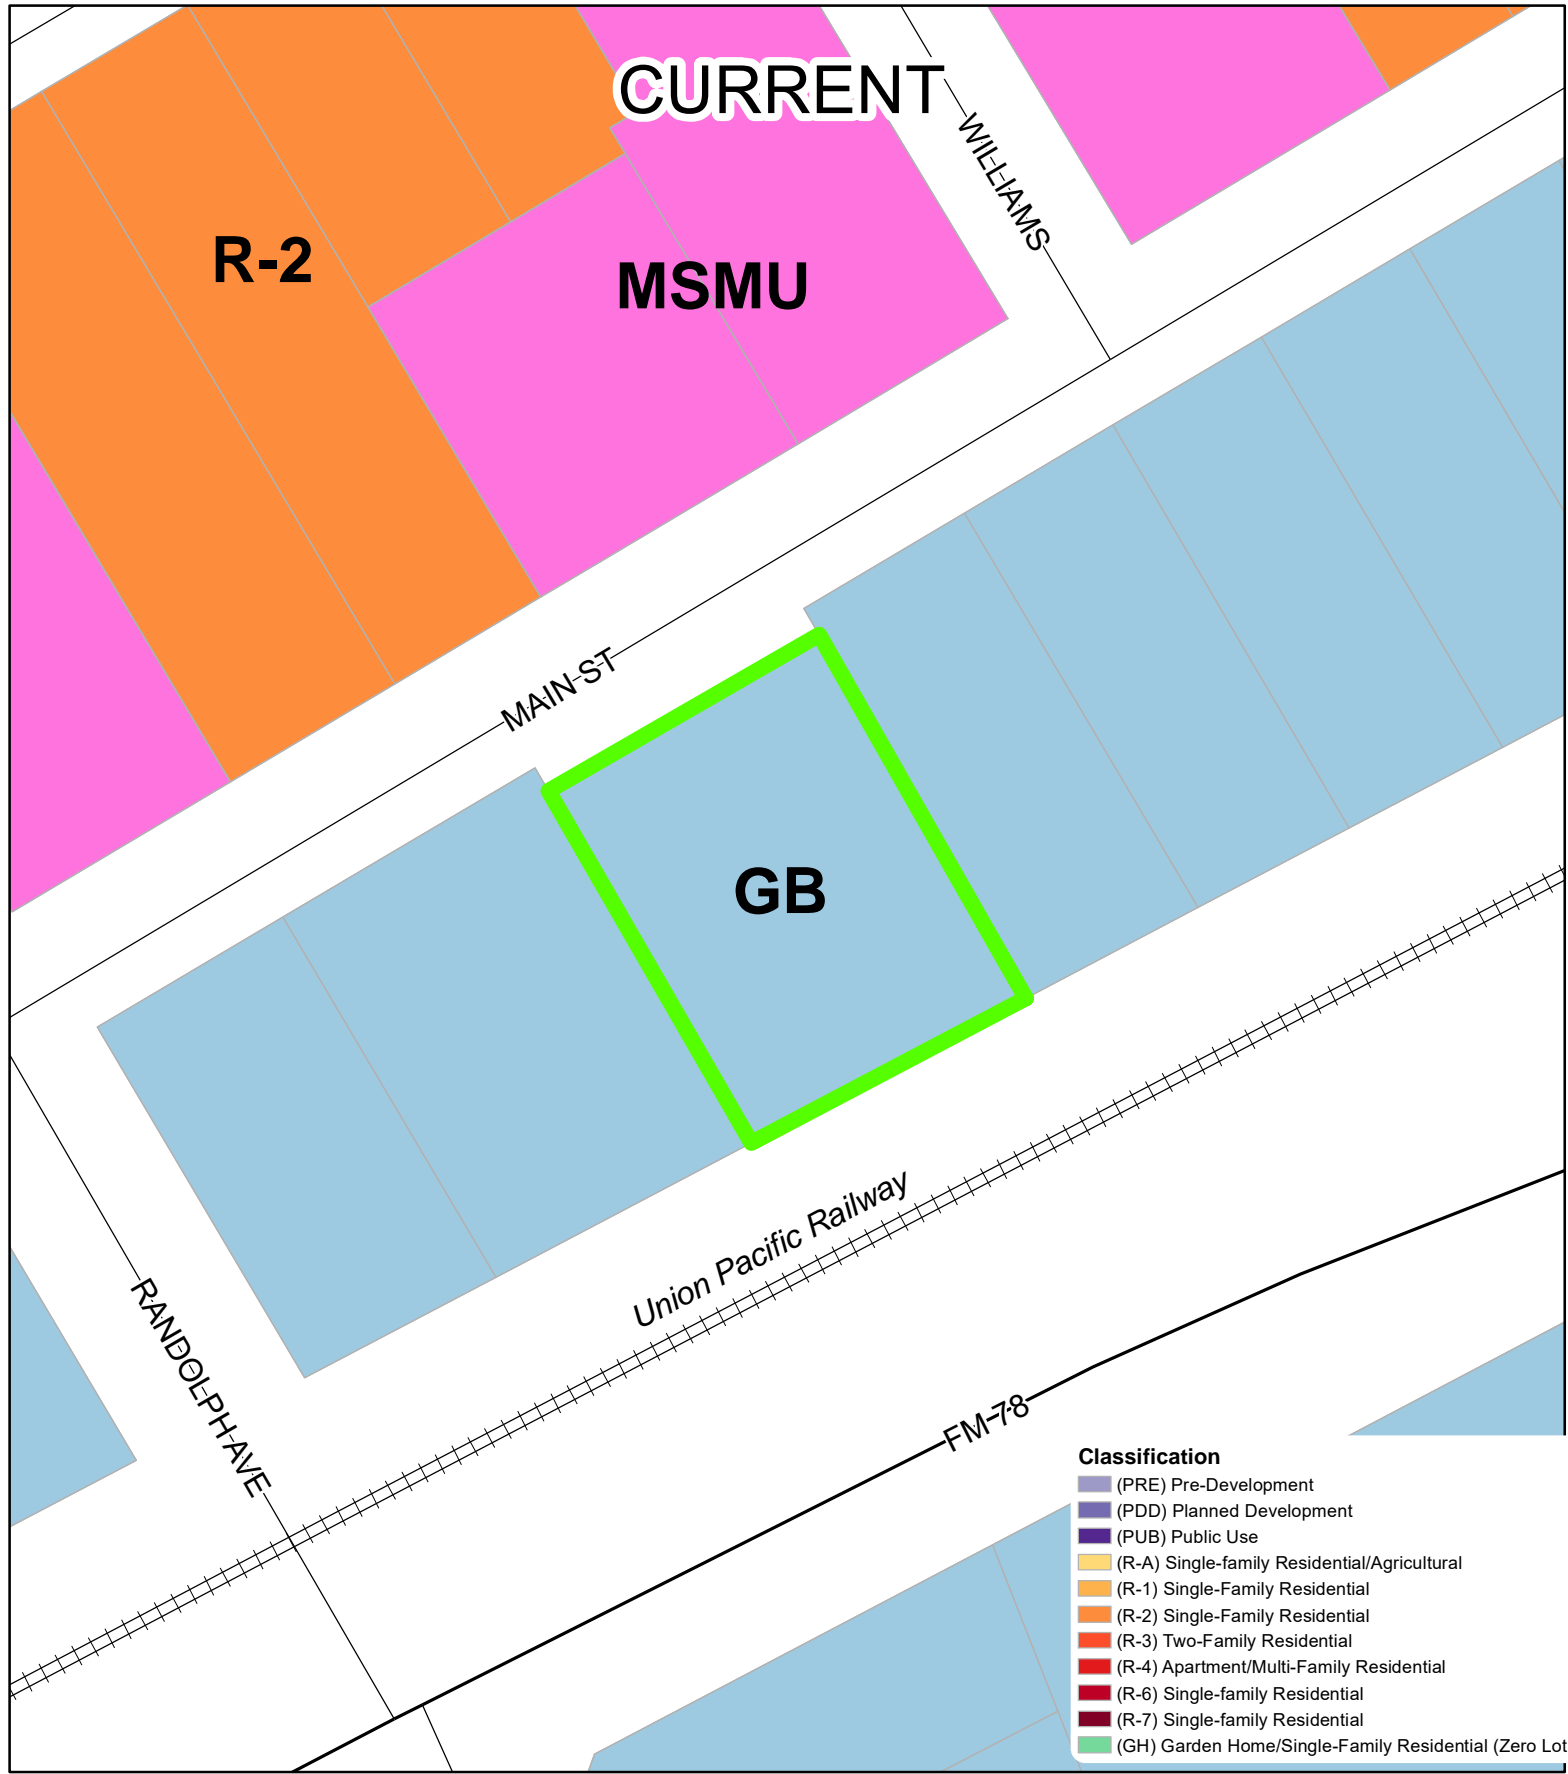 CURRENT
WILLIAMS
R-2
MSMU
MAIN ST
GB
Union Pacific Railway
RANDOLPH AVE
FM-78
Classification
(PRE) Pre-Development
(PDD) Planned Development
(PUB) Public Use
(R-A) Single-family Residential/Agricultural
(R-1) Single-Family Residential
(R-2) Single-Family Residential
(R-3) Two-Family Residential
(R-4) Apartment/Multi-Family Residential
(R-6) Single-family Residential
(R-7) Single-family Residential
(GH) Garden Home/Single-Family Residential (Zero Lot